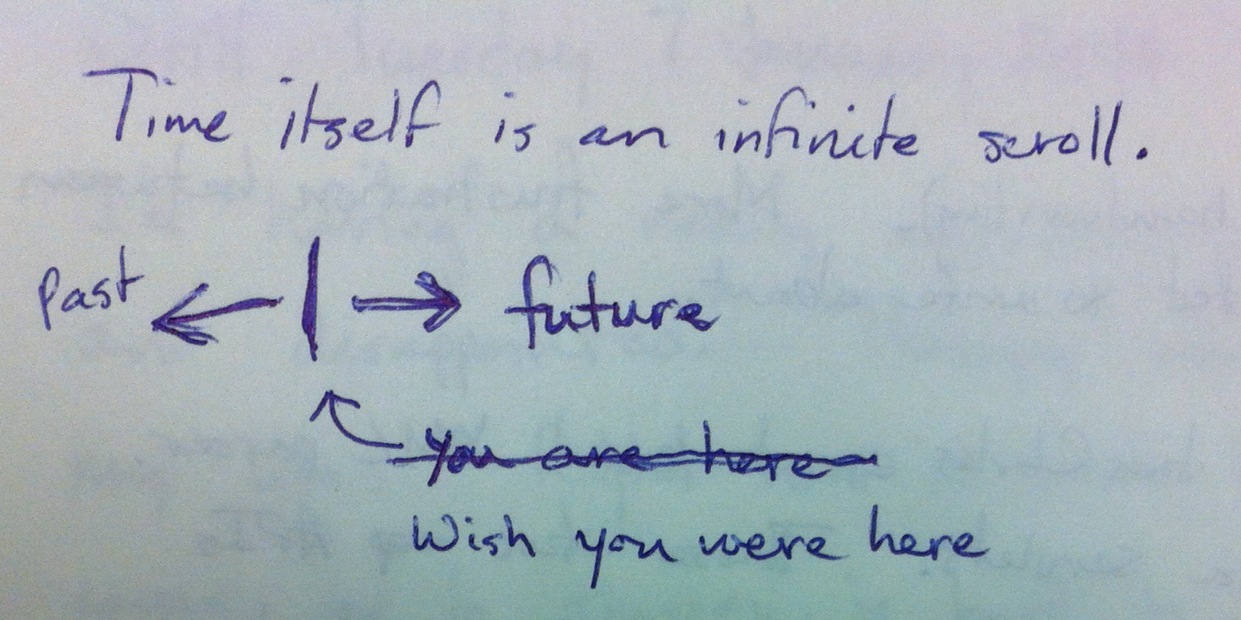 Time itself is an infinite scroll.
Past future
you are here
Wish you were here